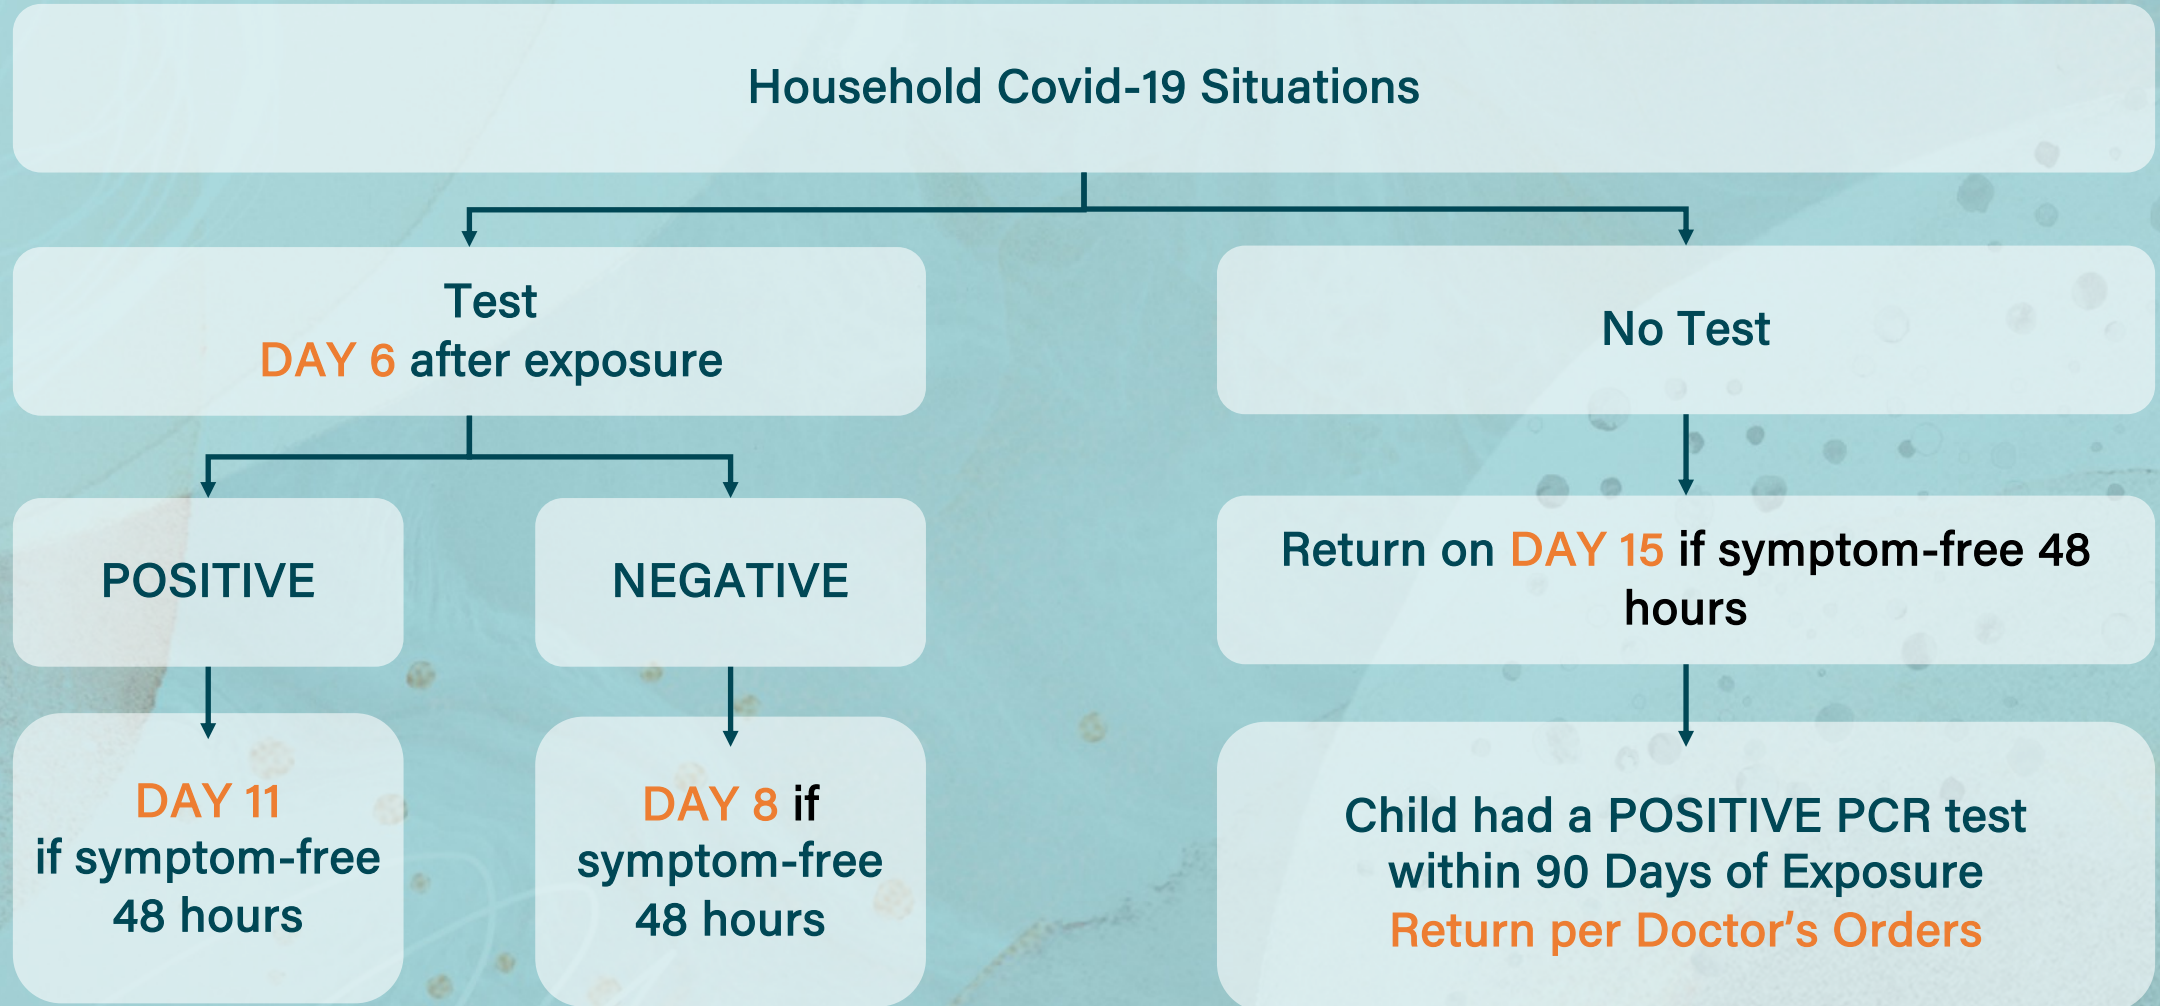 Household Covid-19 Situations
Test
DAY 6 after exposure
No Test
POSITIVE
NEGATIVE
Return on DAY 15 if symptom-free 48
hours
DAY 11
if symptom-free
48 hours
DAY 8 if
symptom-free
48 hours
Child had a POSITIVE PCR test
within 90 Days of Exposure
Return per Doctor’s Orders